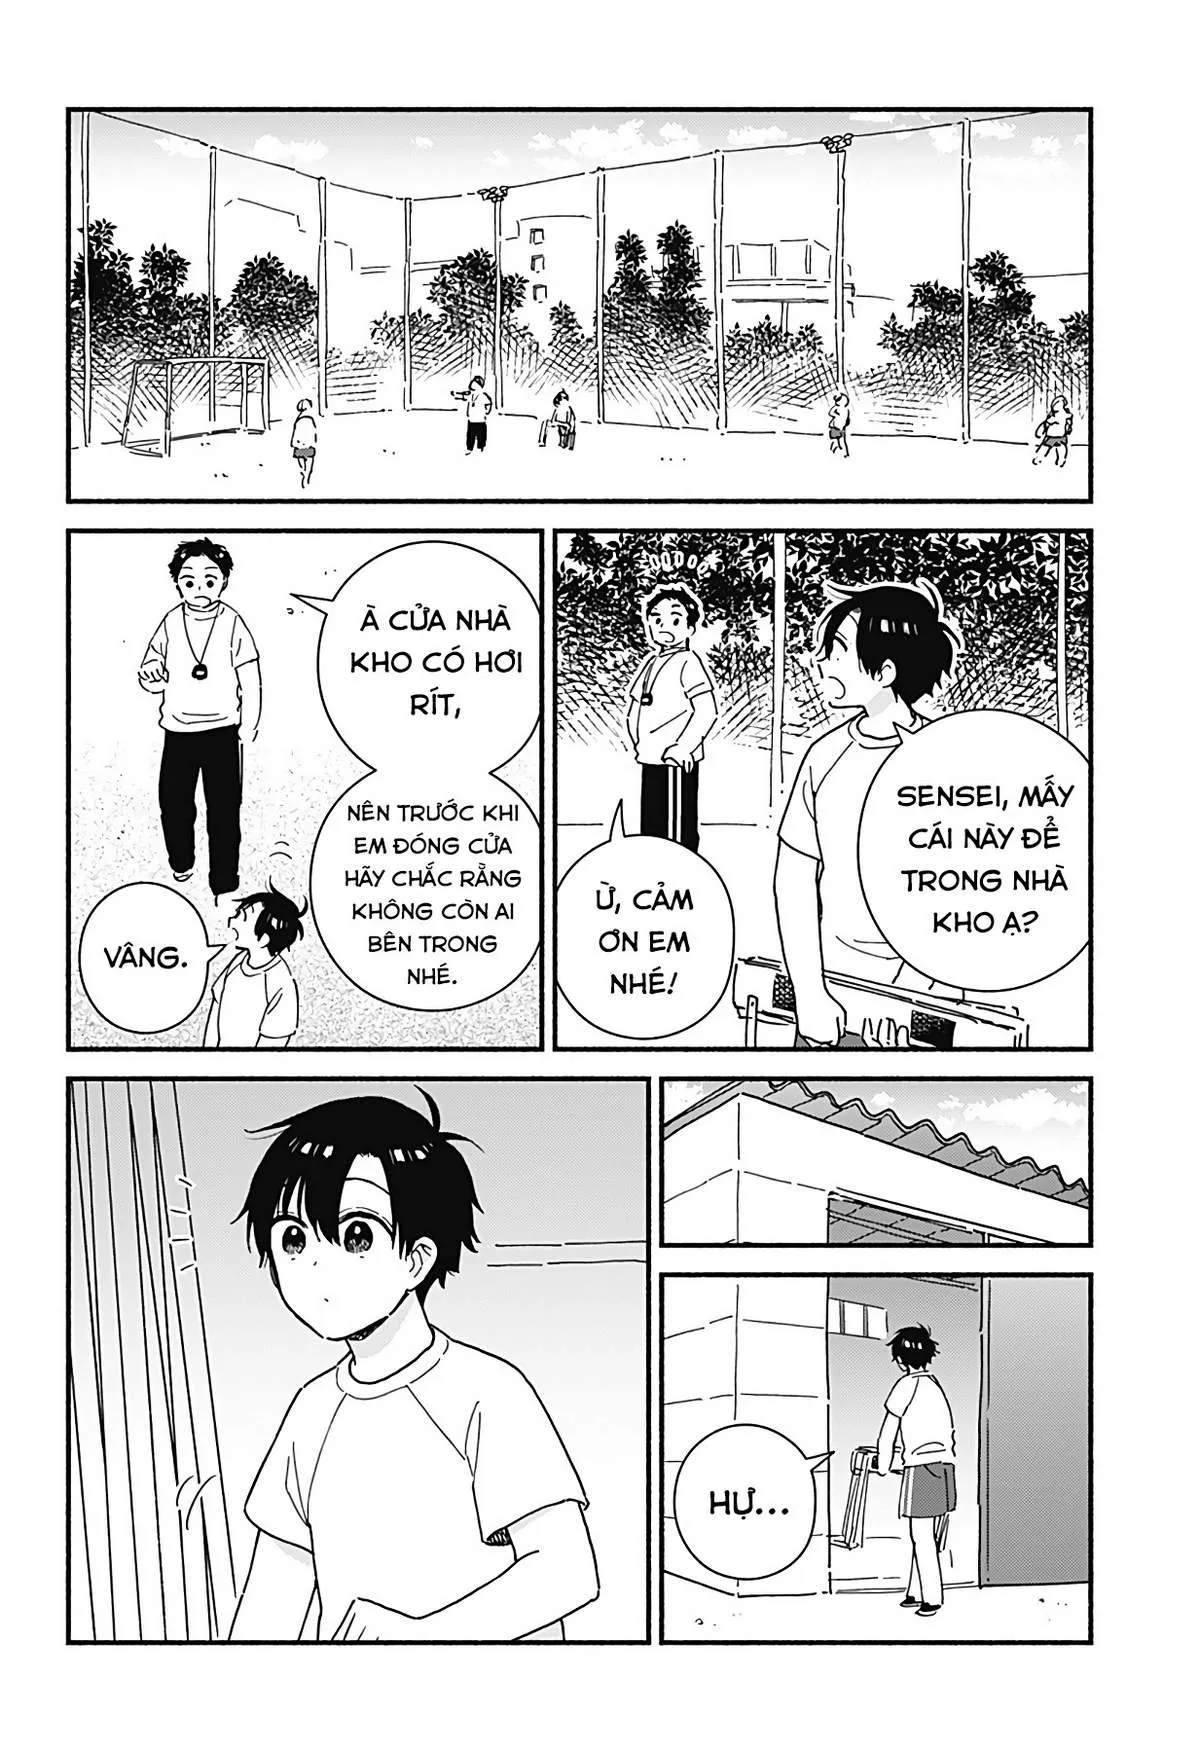 SENSEI, MẤY
CÁI NÀY ĐỂ
TRONG NHÀ
KHO Ạ?
Ừ, CẢM
ƠN EM
NHÉ!
À CỬA NHÀ
KHO CÓ HƠI
RÍT,
NÊN TRƯỚC KHI
EM ĐÓNG CỬA
HÃY CHẮC RẰNG
KHÔNG CÒN AI
BÊN TRONG
NHÉ.
VÂNG.
HỰ...